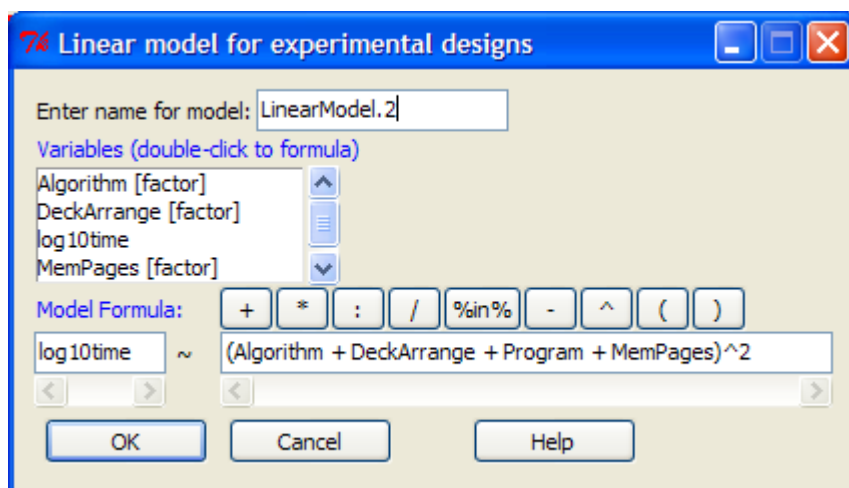 Linear model for experimental designs
Enter name for model: LinearModel.2
Variables (double-click to formula)
Algorithm [factor]
DeckArrange [factor]
log10time
MemPages [factor]
Model Formula: + * : / %in% - ^ ( )
log10time ~ (Algorithm + DeckArrange + Program + MemPages)^2
OK Cancel Help